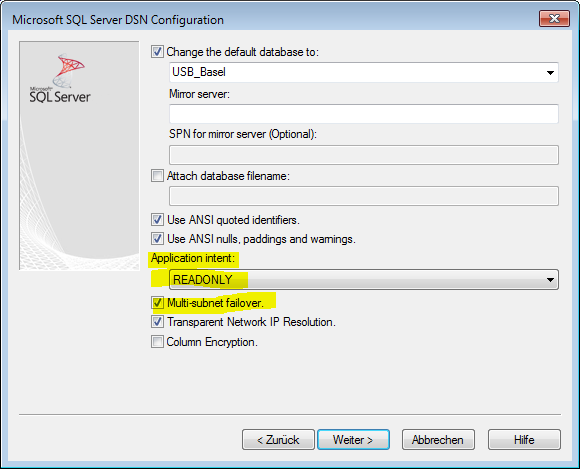 Microsoft SQL Server DSN Configuration
Microsoft
SQL Server
Change the default database to:
USB_Basel
Mirror server:
SPN for mirror server (Optional):
Attach database filename:
Use ANSI quoted identifiers.
Use ANSI nulls, paddings and warnings.
Application intent:
READONLY
Multi-subnet failover.
Transparent Network IP Resolution.
Column Encryption.
< Zurück
Weiter >
Abbrechen
Hilfe